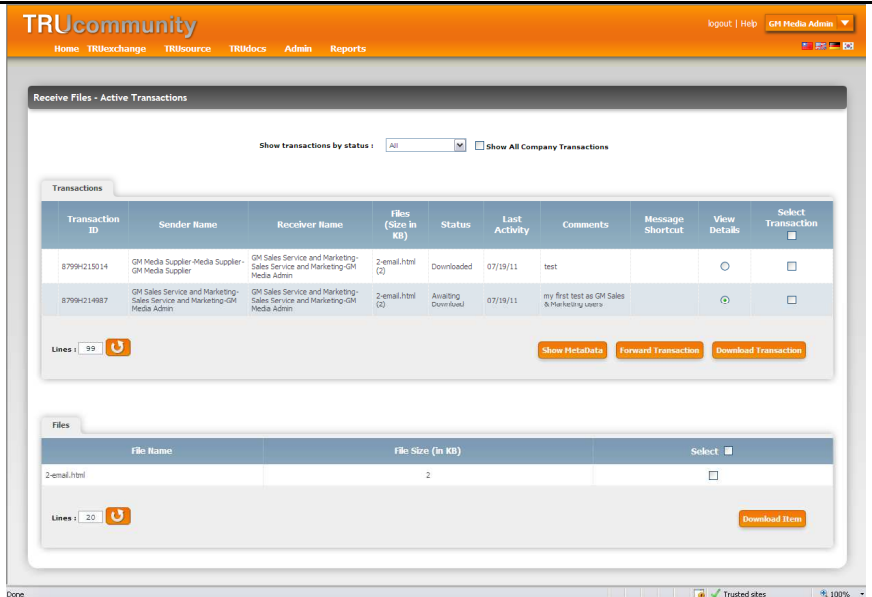 TRUcommunity
logout | Help GM Media Admin
Home TRUexchange TRUsource TRUdocs Admin Reports
Receive Files - Active Transactions
Show transactions by status : All Show All Company Transactions
Transactions
Transaction ID Sender Name Receiver Name Files (Size in KB) Status Last Activity Comments Message Shortcut View Details Select Transaction
8799H215014 GM Media Supplier-Media Supplier-GM Media Supplier GM Sales Service and Marketing-Sales Service and Marketing-GM Media Admin 2-email.html (2) Downloaded 07/19/11 test
8799H214987 GM Sales Service and Marketing-Sales Service and Marketing-GM Media Admin GM Sales Service and Marketing-Sales Service and Marketing-GM Media Admin 2-email.html (2) Awaiting Download 07/19/11 my first test as GM Sales & Marketing users
Lines : 99 Show MetaData Forward Transaction Download Transaction
Files
File Name File Size (in KB) Select
2-email.html 2
Lines : 20 Download Item
Done Trusted sites 100%